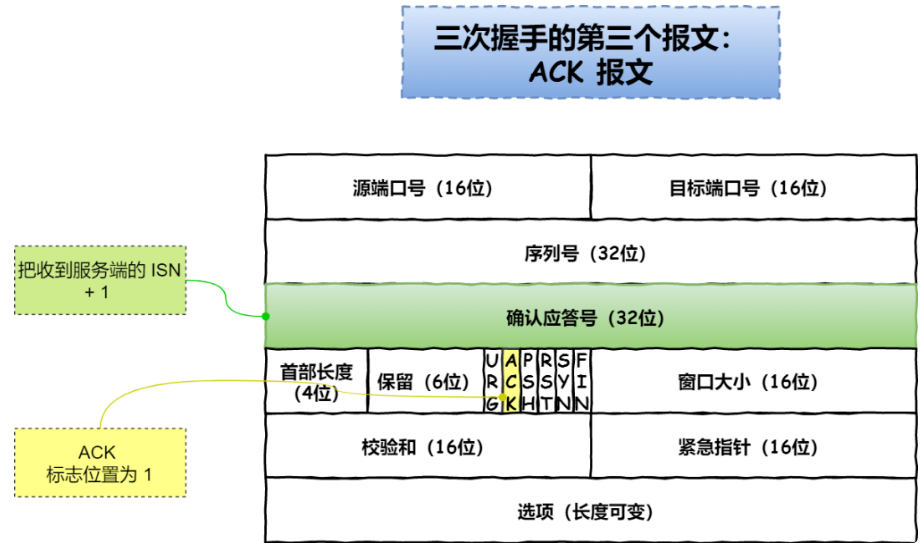 三次握手的第三个报文：
ACK 报文
源端口号（16位）
目标端口号（16位）
序列号（32位）
把收到服务端的 ISN
+ 1
确认应答号（32位）
首部长度
（4位）
保留（6位）
URG
ACK
PSH
RST
SYN
FIN
窗口大小（16位）
ACK
标志位置为 1
校验和（16位）
紧急指针（16位）
选项（长度可变）